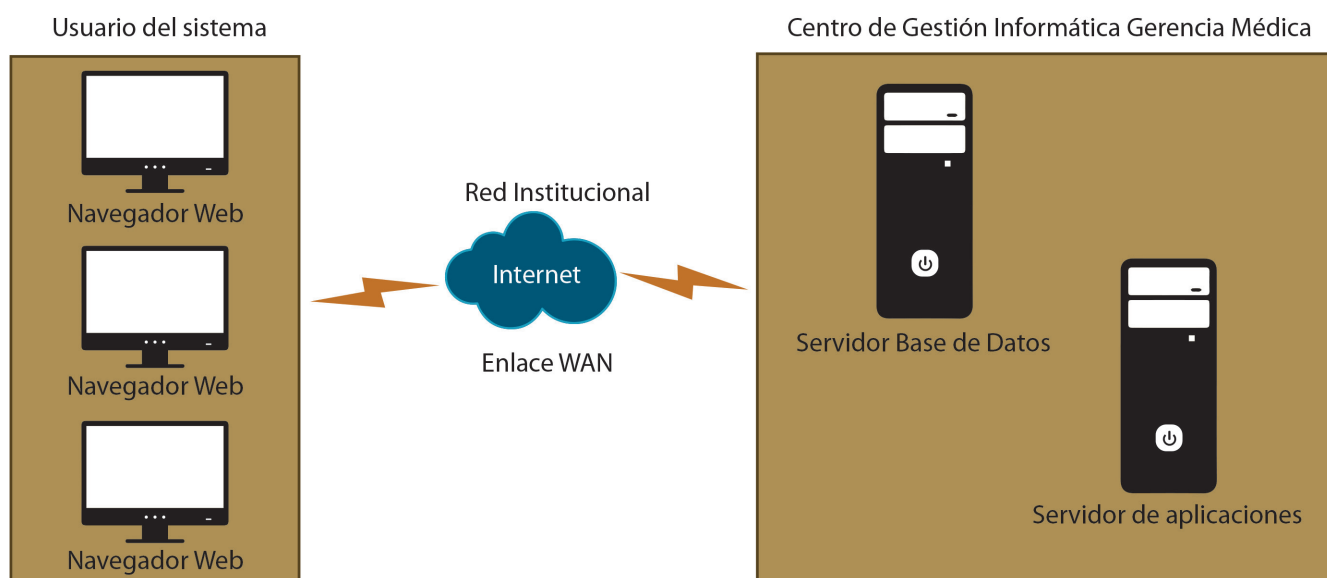 Usuario del sistema
Navegador Web
Navegador Web
Navegador Web
Red Institucional
Internet
Enlace WAN
Centro de Gestión Informática Gerencia Médica
Servidor Base de Datos
Servidor de aplicaciones